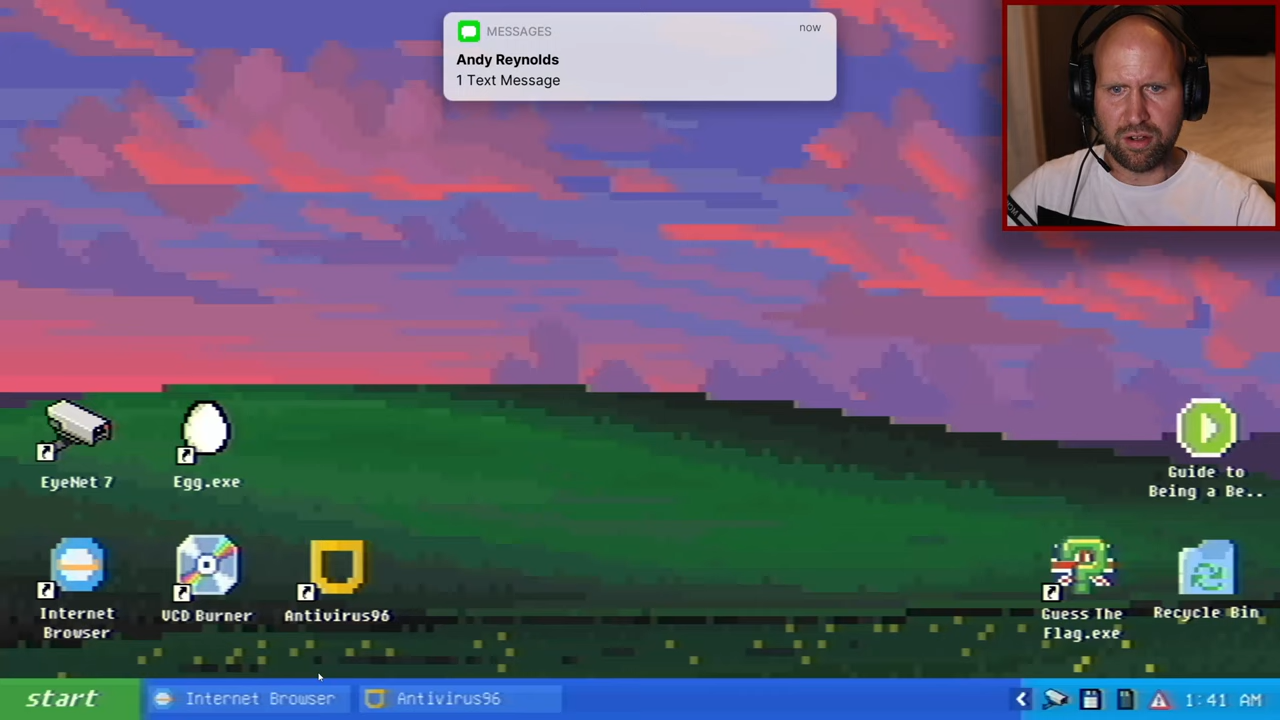 MESSAGES
now
Andy Reynolds
1 Text Message
EyeNet 7
Egg.exe
Guide to
Being a Be..
Internet
Browser
VCD Burner
Antivirus96
Guess The
Flag.exe
Recycle Bin
start
Internet Browser
Antivirus96
1:41 AM